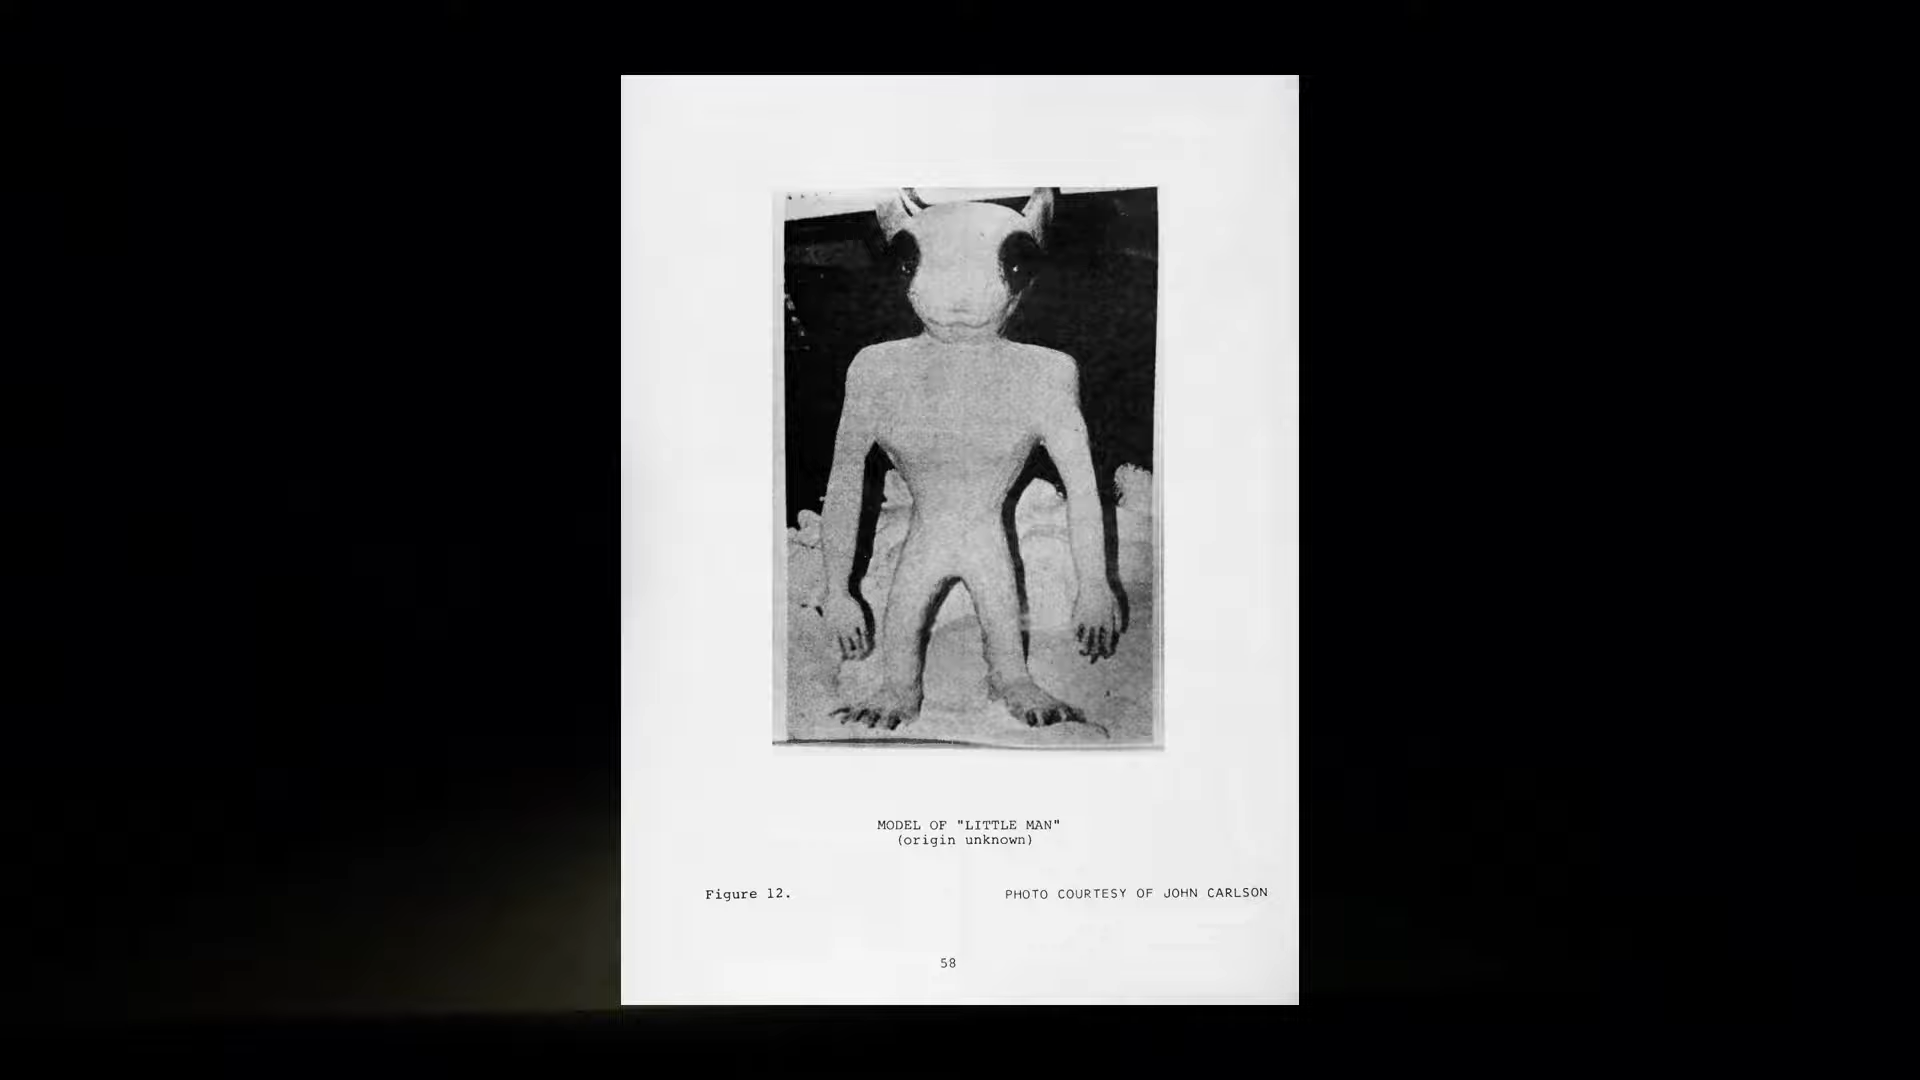 MODEL OF "LITTLE MAN"
(origin unknown)
Figure 12.
PHOTO COURTESY OF JOHN CARLSON
58